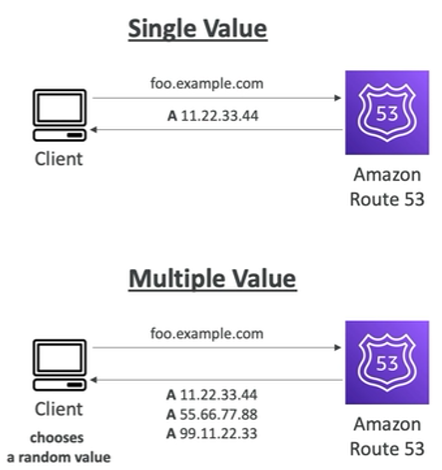 Single Value
foo.example.com
A 11.22.33.44
53
Client
Amazon
Route 53
Multiple Value
foo.example.com
53
A 11.22.33.44
A 55.66.77.88
A 99.11.22.33
Client
chooses
a random value
Amazon
Route 53